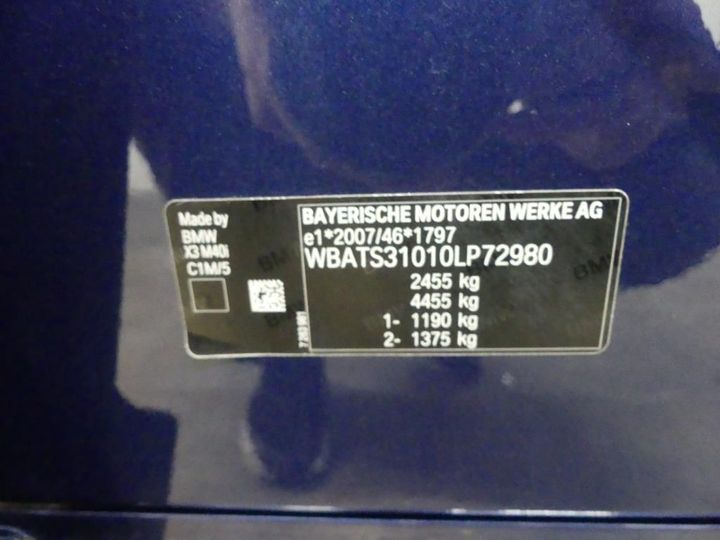 Made by
BMW
X3 M40i
C1M/5
BAYERISCHE MOTOREN WERKE AG
e1*2007/46*1797
WBATS31010LP72980
2455 kg
4455 kg
1- 1190 kg
2- 1375 kg